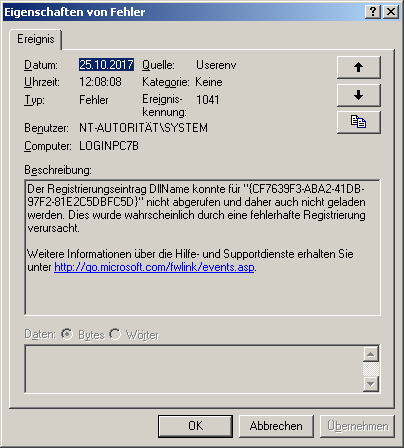 Eigenschaften von Fehler
Ereignis
Datum: 25.10.2017 Quelle: Userenv
Uhrzeit: 12:08:08 Kategorie: Keine
Typ: Fehler Ereignis-
kennung: 1041
Benutzer: NT-AUTORITÄT\SYSTEM
Computer: LOGINPC7B
Beschreibung:
Der Registrierungseintrag DllName konnte für "{CF7639F3-ABA2-41DB-
97F2-81E2C5DBFC5D}" nicht abgerufen und daher auch nicht geladen
werden. Dies wurde wahrscheinlich durch eine fehlerhafte Registrierung
verursacht.
Weitere Informationen über die Hilfe- und Supportdienste erhalten Sie
unter http://go.microsoft.com/fwlink/events.asp.
Daten: Bytes Wörter
OK Abbrechen Übernehmen